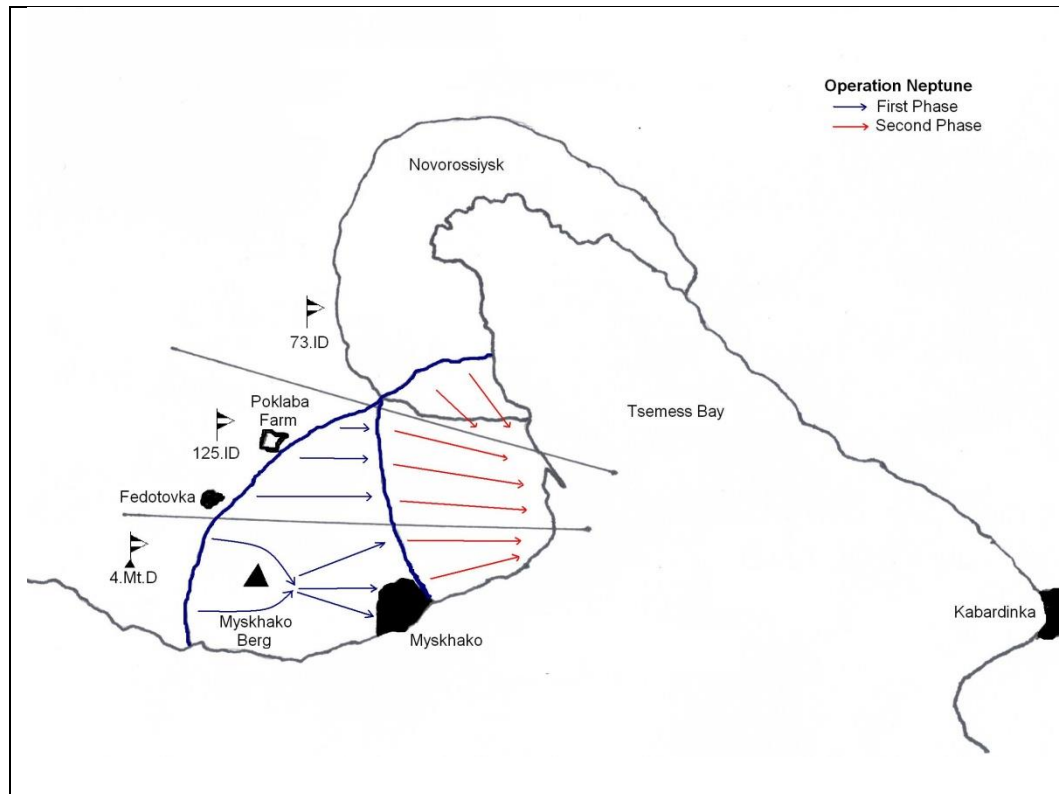 Operation Neptune
First Phase
Second Phase
Novorossiysk
73.ID
Poklaba
Farm
125.ID
Tsemess Bay
Fedotovka
4.Mt.D
Myskhako
Berg
Myskhako
Kabardinka